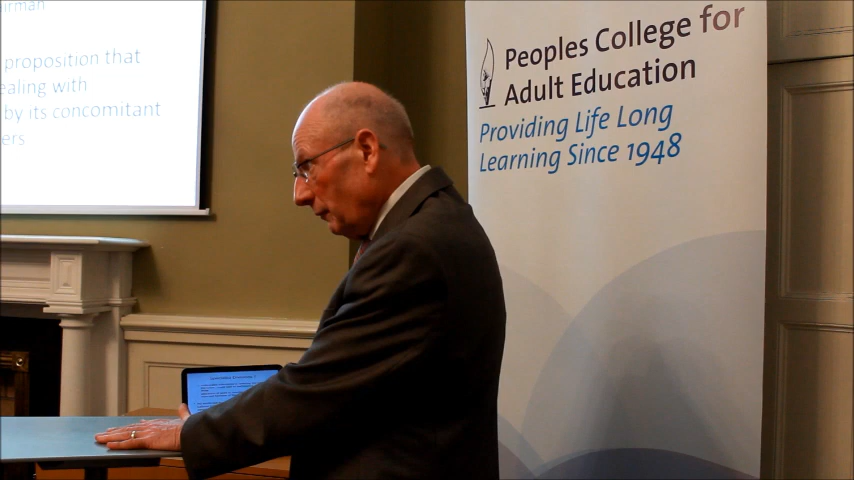 airman
proposition that
ealing with
by its concomitant
ers
Peoples College for
Adult Education
Providing Life Long
Learning Since 1948